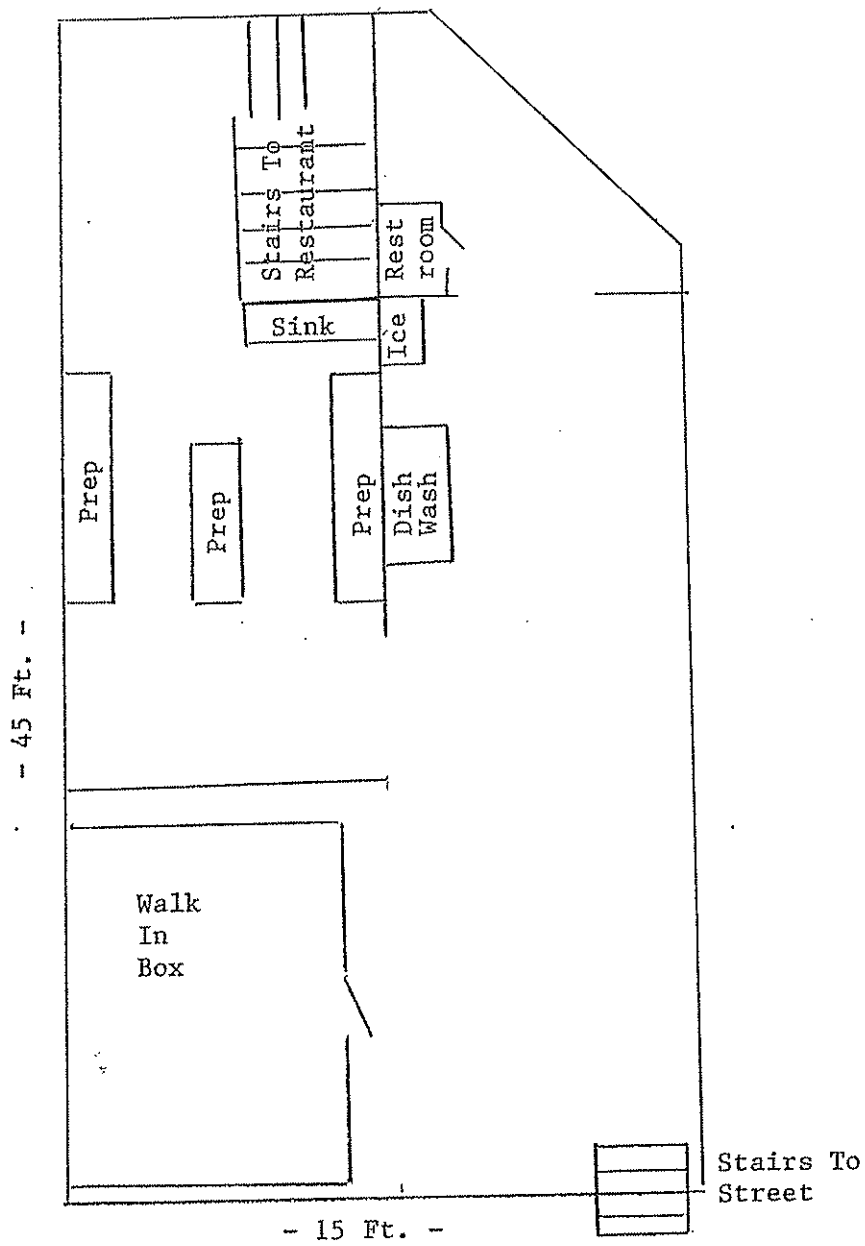 Stairs To
Restaurant
Rest
room
Sink
Ice
Prep
Prep
Prep
Dish
Wash
- 45 Ft. -
Walk
In
Box
Stairs To
Street
- 15 Ft. -